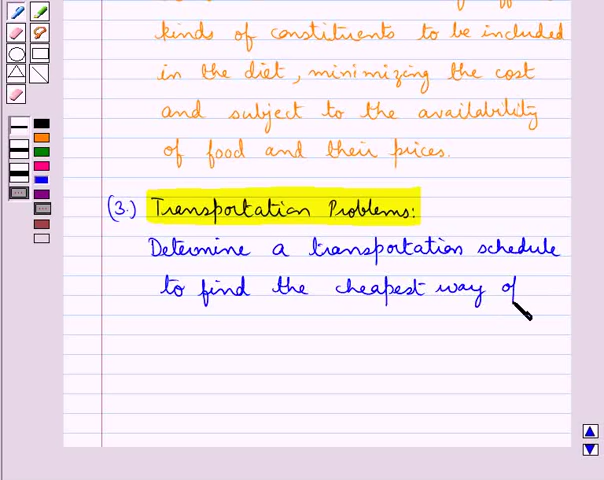 kinds of constituents to be included
in the diet, minimizing the cost
and subject to the availability
of food and their prices.
(3.) Transportation Problems:
Determine a transportation schedule
to find the cheapest way of